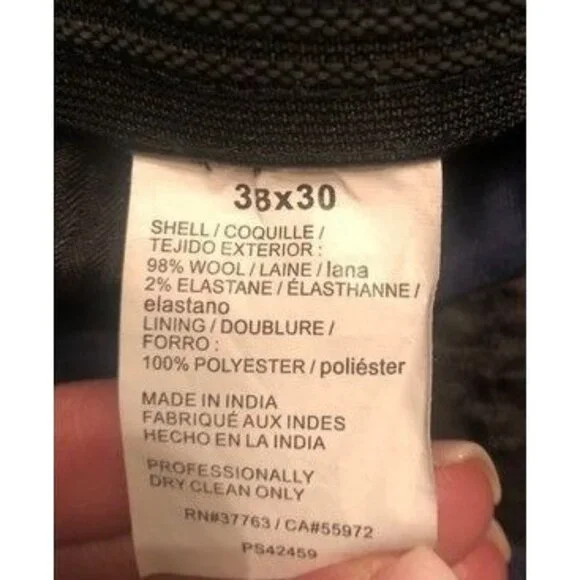 38x30
SHELL / COQUILLE /
TEJIDO EXTERIOR :
98% WOOL / LAINE / lana
2% ELASTANE / ÉLASTHANNE /
elastano
LINING / DOUBLURE /
FORRO :
100% POLYESTER / poliéster
MADE IN INDIA
FABRIQUÉ AUX INDES
HECHO EN LA INDIA
PROFESSIONALLY
DRY CLEAN ONLY
RN#37763 / CA#55972
PS42459